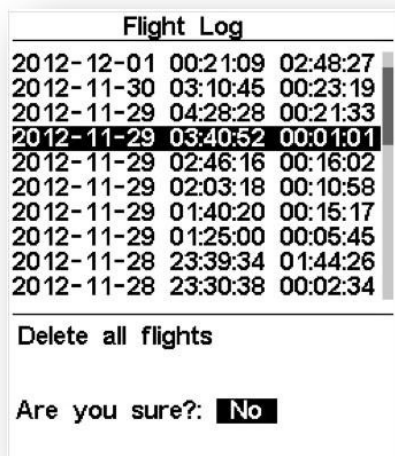 Flight Log
2012-12-01 00:21:09 02:48:27
2012-11-30 03:10:45 00:23:19
2012-11-29 04:28:28 00:21:33
2012-11-29 03:40:52 00:01:01
2012-11-29 02:46:16 00:16:02
2012-11-29 02:03:18 00:10:58
2012-11-29 01:40:20 00:15:17
2012-11-29 01:25:00 00:05:45
2012-11-28 23:39:34 01:44:26
2012-11-28 23:30:38 00:02:34
Delete all flights
Are you sure?: No